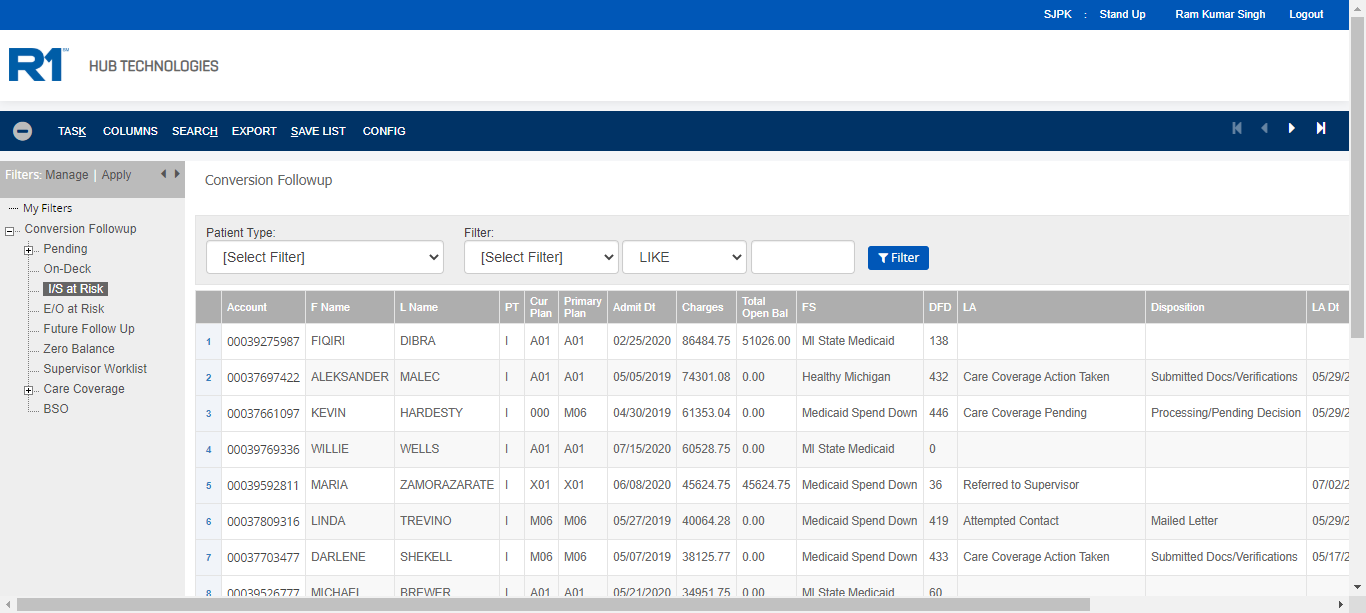 SJPK : Stand Up Ram Kumar Singh Logout
R1 HUB TECHNOLOGIES
TASK COLUMNS SEARCH EXPORT SAVE LIST CONFIG
Filters: Manage | Apply
My Filters
Conversion Followup
Pending
On-Deck
I/S at Risk
E/O at Risk
Future Follow Up
Zero Balance
Supervisor Worklist
Care Coverage
BSO
Conversion Followup
Patient Type: Filter:
[Select Filter] [Select Filter] LIKE Filter
Account F Name L Name PT Cur Plan Primary Plan Admit Dt Charges Total Open Bal FS DFD LA Disposition LA Dt
1 00039275987 FIQIRI DIBRA I A01 A01 02/25/2020 86484.75 51026.00 MI State Medicaid 138
2 00037697422 ALEKSANDER MALEC I A01 A01 05/05/2019 74301.08 0.00 Healthy Michigan 432 Care Coverage Action Taken Submitted Docs/Verifications 05/29/2
3 00037661097 KEVIN HARDESTY I 000 M06 04/30/2019 61353.04 0.00 Medicaid Spend Down 446 Care Coverage Pending Processing/Pending Decision 05/29/2
4 00039769336 WILLIE WELLS I A01 A01 07/15/2020 60528.75 0.00 MI State Medicaid 0
5 00039592811 MARIA ZAMORAZARATE I X01 X01 06/08/2020 45624.75 45624.75 Medicaid Spend Down 36 Referred to Supervisor 07/02/2
6 00037809316 LINDA TREVINO I M06 M06 05/27/2019 40064.28 0.00 Medicaid Spend Down 419 Attempted Contact Mailed Letter 05/29/2
7 00037703477 DARLENE SHEKELL I M06 M06 05/07/2019 38125.77 0.00 Medicaid Spend Down 433 Care Coverage Action Taken Submitted Docs/Verifications 05/17/2
8 00039526777 MICHAEL BREWER I A01 A01 05/21/2020 34951.75 0.00 MI State Medicaid 60